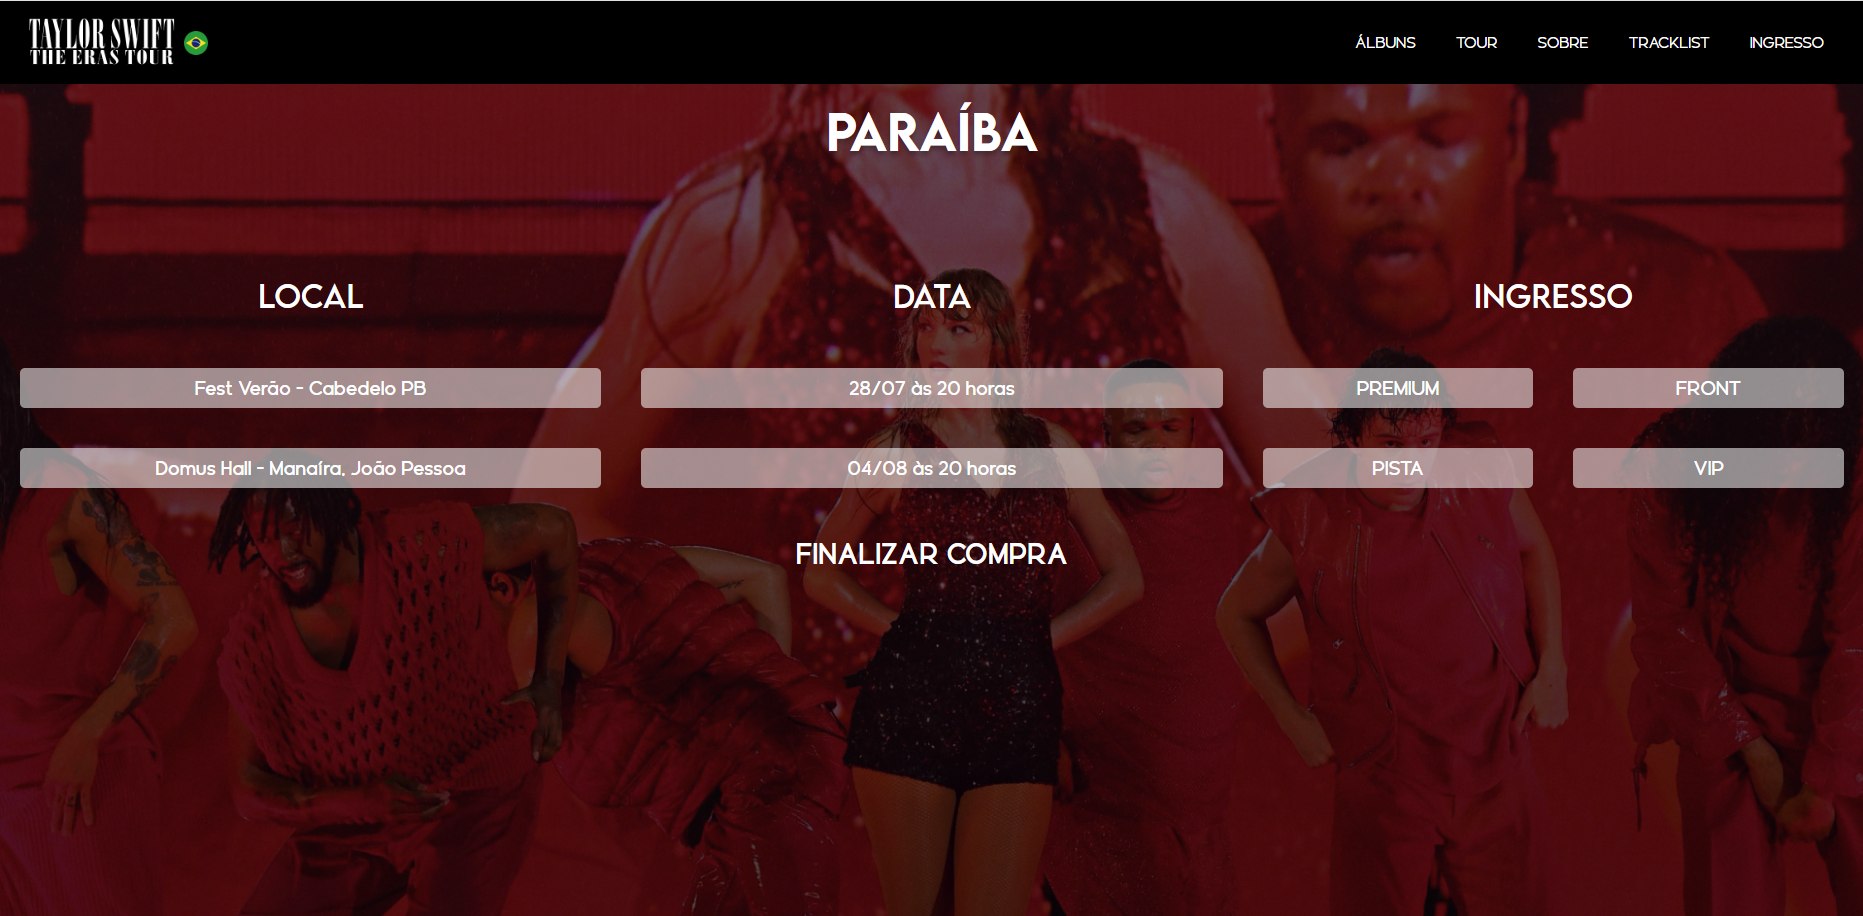 TAYLOR SWIFT
THE ERAS TOUR
ÁLBUNS TOUR SOBRE TRACKLIST INGRESSO
PARAÍBA
LOCAL DATA INGRESSO
Fest Verão - Cabedelo PB 28/07 às 20 horas PREMIUM FRONT
Domus Hall - Manaíra, João Pessoa 04/08 às 20 horas PISTA VIP
FINALIZAR COMPRA